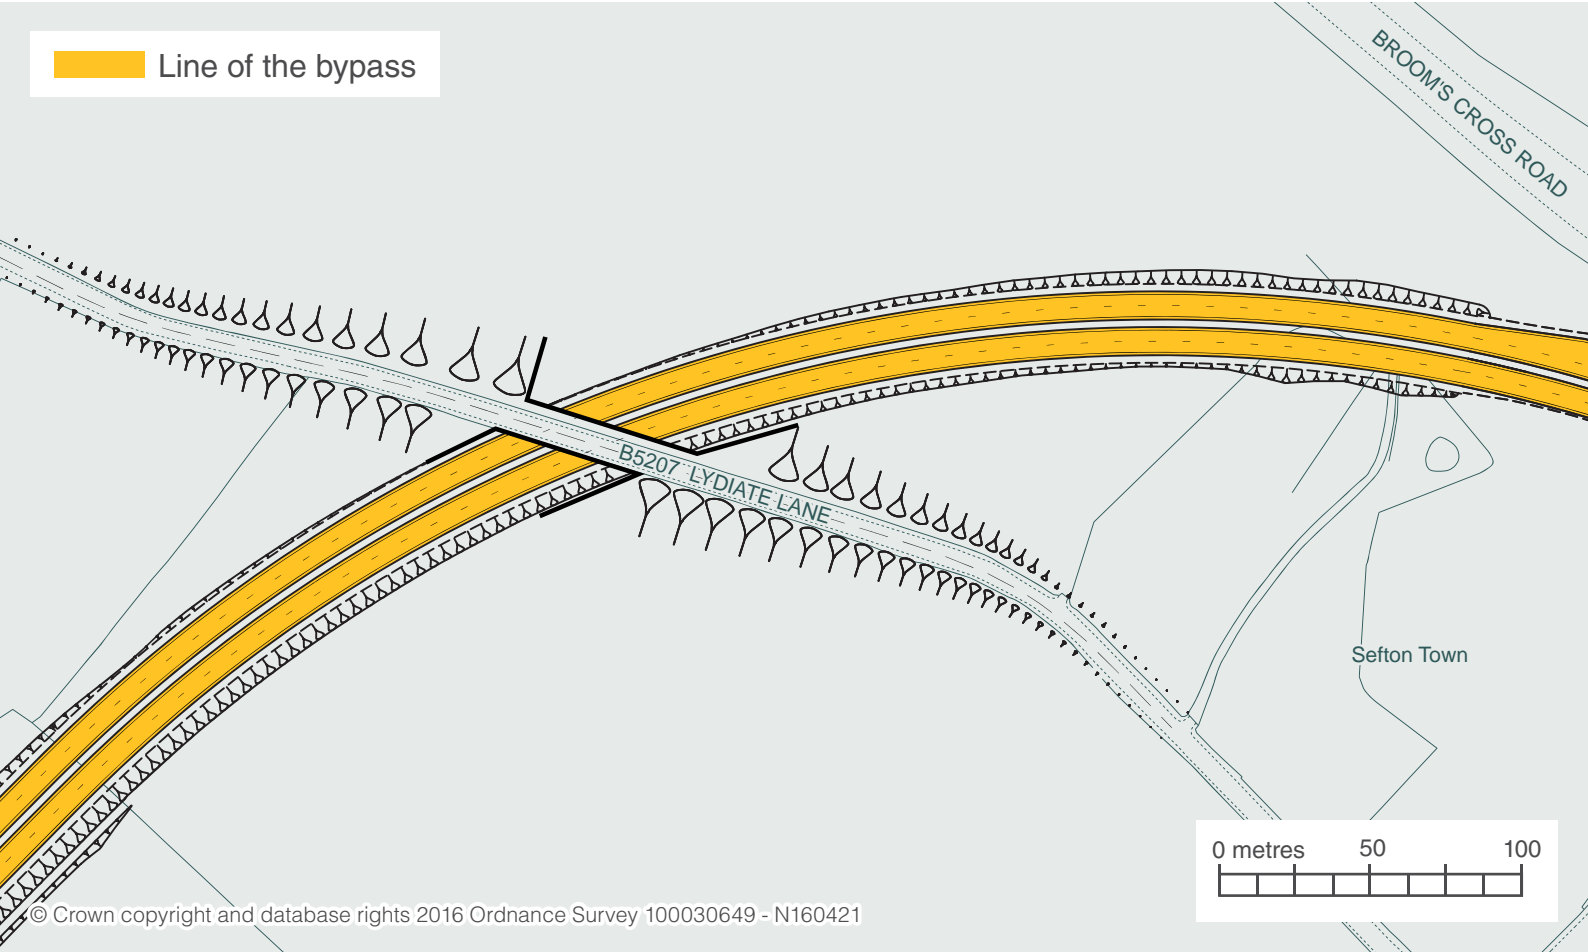 Line of the bypass
BROOM'S CROSS ROAD
B5207 LYDIATE LANE
Sefton Town
0 metres 50 100
© Crown copyright and database rights 2016 Ordnance Survey 100030649 - N160421